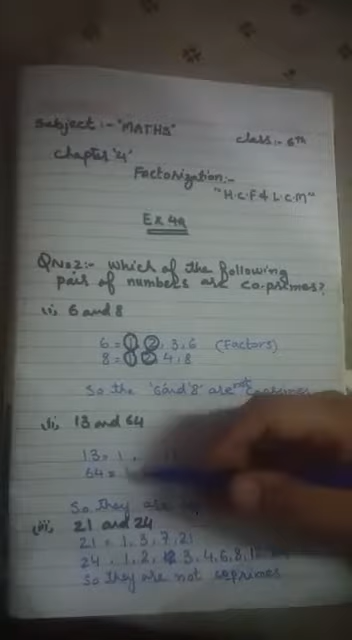 Subject :- "MATHS"
Class :- 6th
Chapter "4"
Factorization:-
"H.C.F & L.C.M"
Ex 4a
Q No 2:- Which of the following
pair of numbers are co-primes?
(i) 6 and 8
6 = 1, 2, 3, 6 (Factors)
8 = 1, 2, 4, 8
So the '6' and '8' are not coprimes
(ii) 13 and 64
13 = 1,
64 =
So they are
(iii) 21 and 24
21 = 1, 3, 7, 21
24, 1, 2, 3, 4, 6, 8, 12
So they are not coprimes